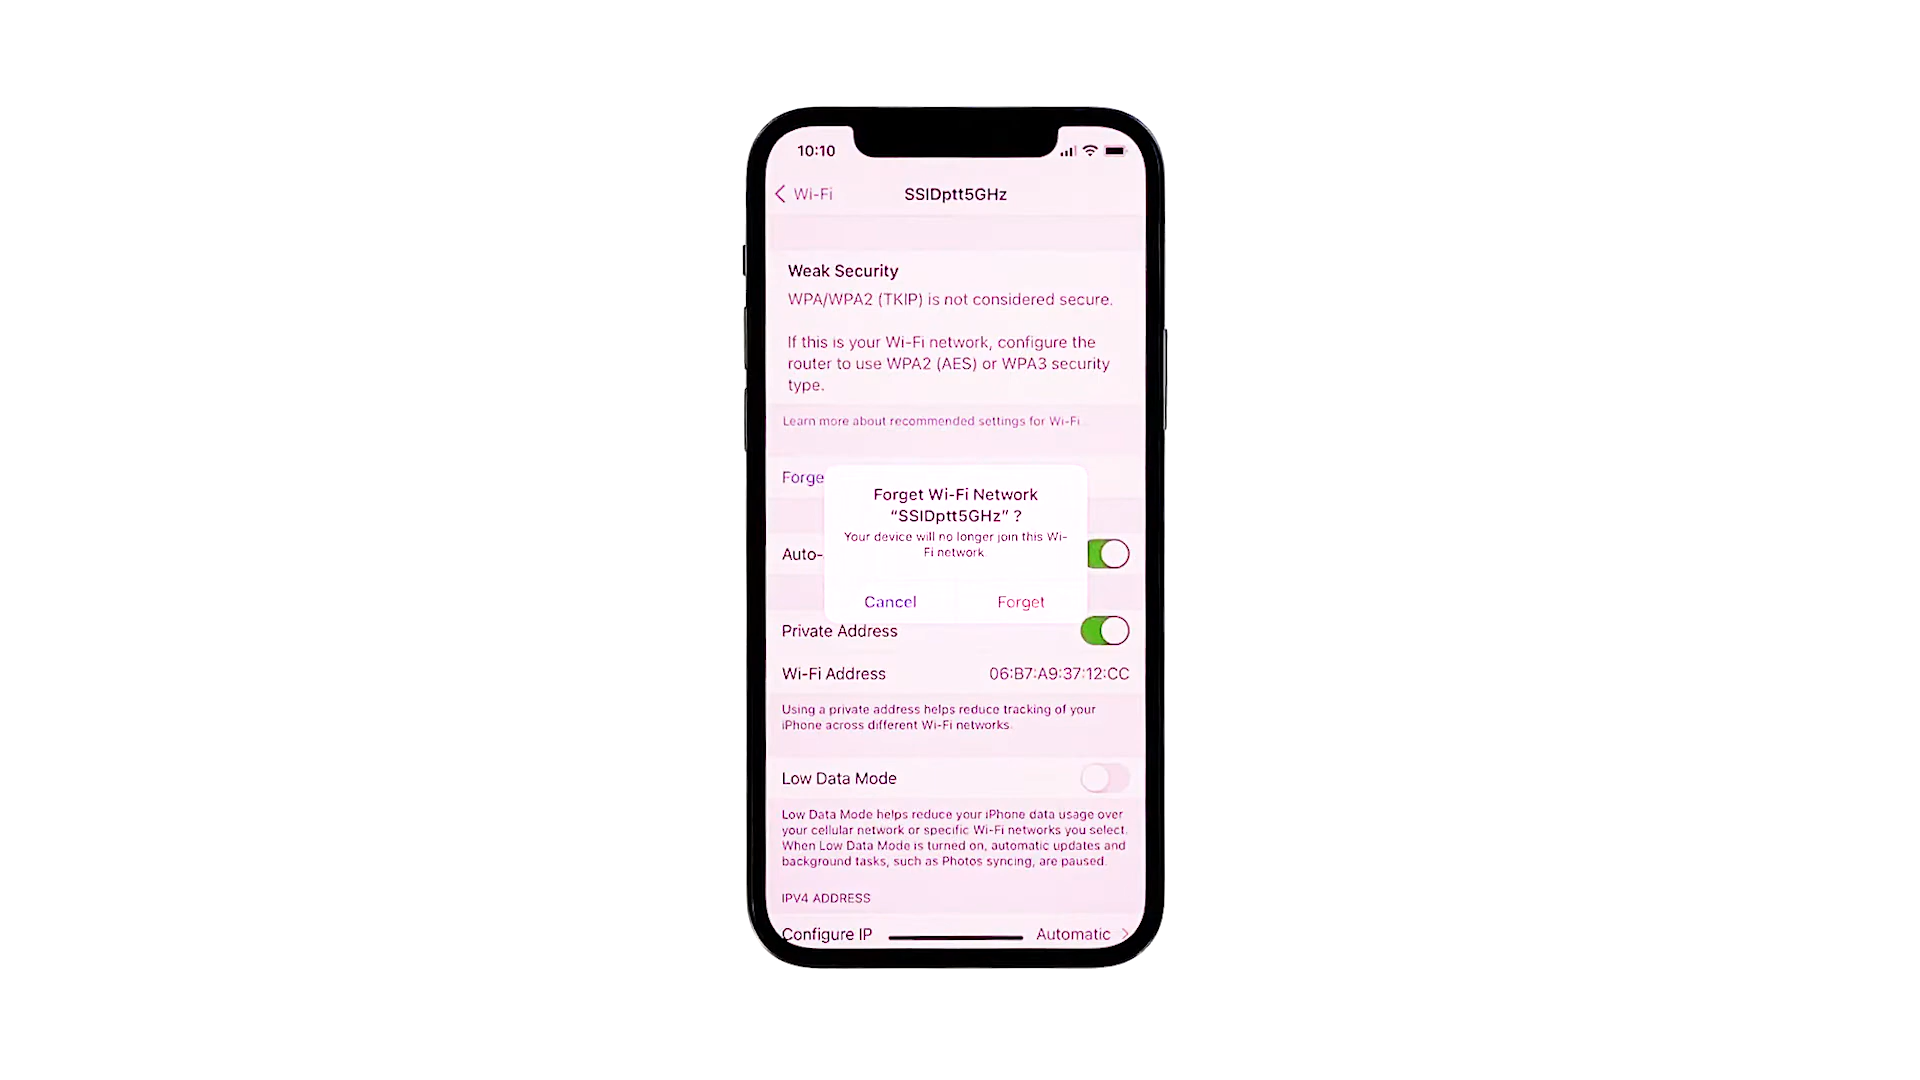 10:10
Wi-Fi
SSIDptt5GHz
Weak Security
WPA/WPA2 (TKIP) is not considered secure.
If this is your Wi-Fi network, configure the
router to use WPA2 (AES) or WPA3 security
type.
Learn more about recommended settings for Wi-Fi
Forge
Forget Wi-Fi Network
“SSIDptt5GHz” ?
Your device will no longer join this Wi-
Fi network.
Auto-
Cancel Forget
Private Address
Wi-Fi Address 06:B7:A9:37:12:CC
Using a private address helps reduce tracking of your
iPhone across different Wi-Fi networks.
Low Data Mode
Low Data Mode helps reduce your iPhone data usage over
your cellular network or specific Wi-Fi networks you select.
When Low Data Mode is turned on, automatic updates and
background tasks, such as Photos syncing, are paused.
IPV4 ADDRESS
Configure IP Automatic